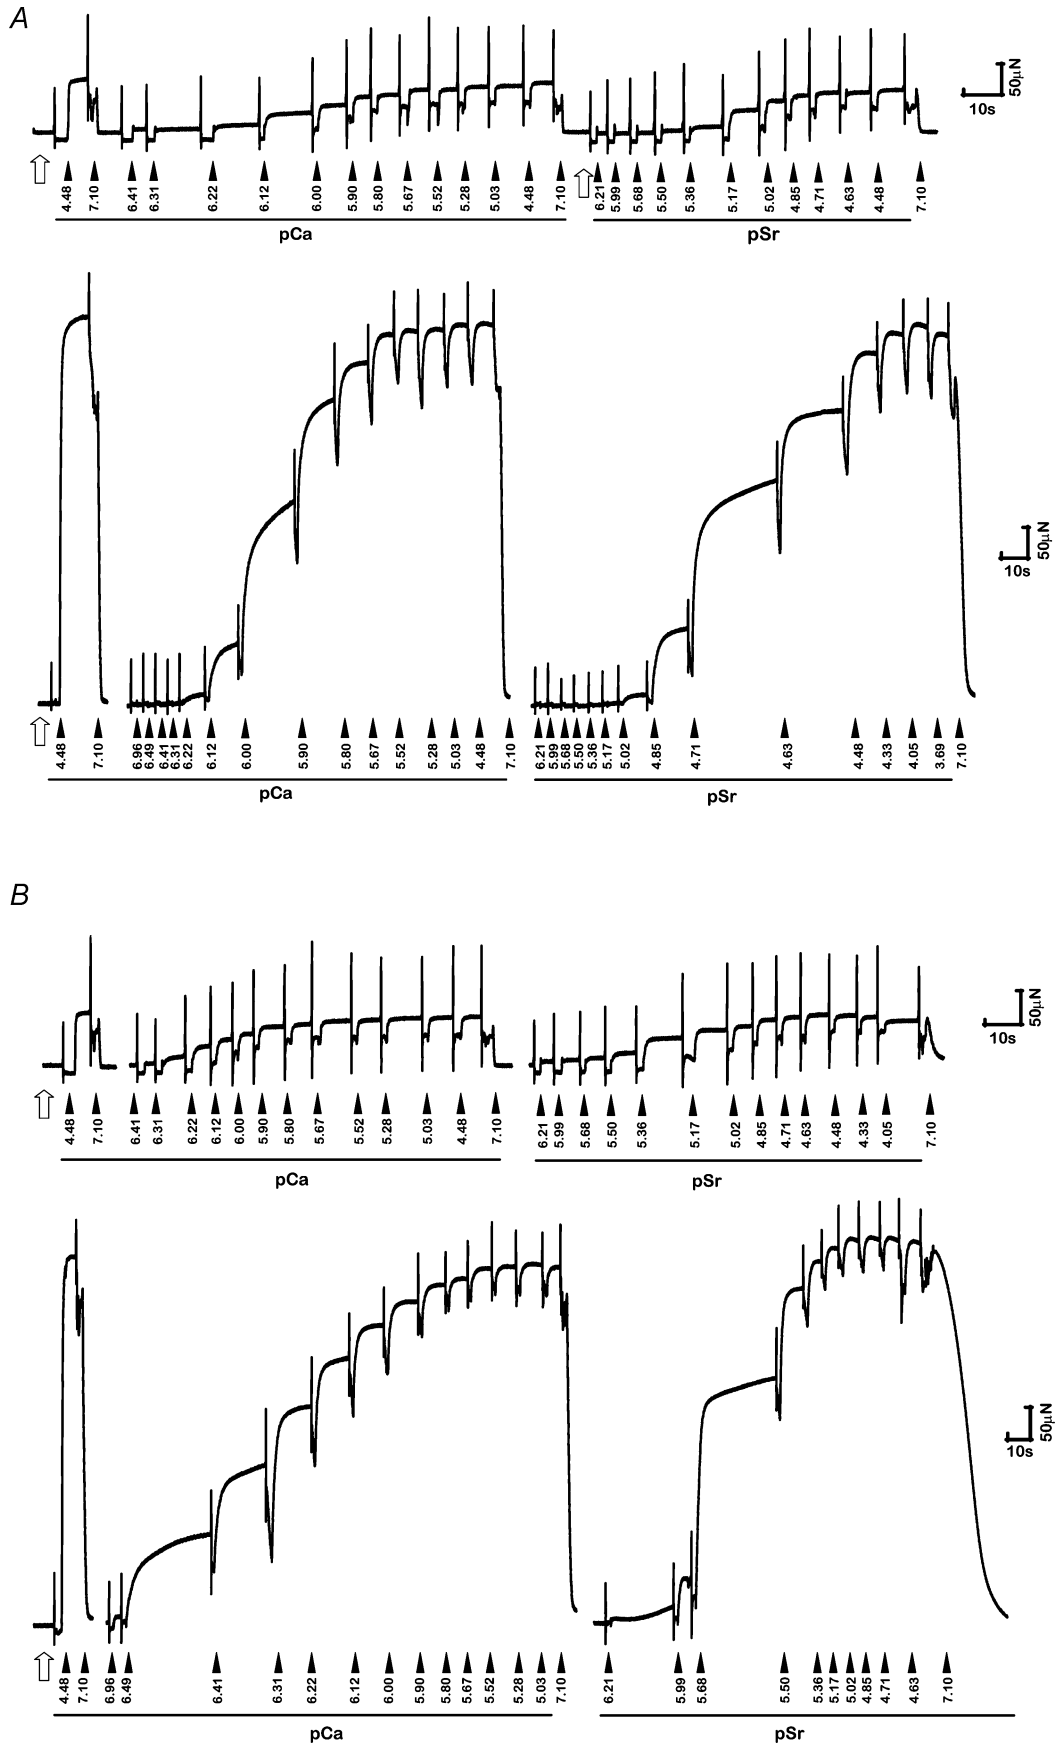 A
50μN
10s
4.48 7.10 6.41 6.31 6.22 6.12 6.00 5.90 5.80 5.67 5.52 5.28 5.03 4.48 7.10 6.21 5.99 5.68 5.50 5.36 5.17 5.02 4.85 4.71 4.63 4.48 7.10
pCa pSr
50μN
10s
4.48 7.10 6.96 6.49 6.41 6.31 6.22 6.12 6.00 5.90 5.80 5.67 5.52 5.28 5.03 4.48 7.10 6.21 5.99 5.68 5.50 5.36 5.17 5.02 4.85 4.71 4.63 4.48 4.33 4.05 3.69 7.10
pCa pSr
B
50μN
10s
4.48 7.10 6.41 6.31 6.22 6.12 6.00 5.90 5.80 5.67 5.52 5.28 5.03 4.48 7.10 6.21 5.99 5.68 5.50 5.36 5.17 5.02 4.85 4.71 4.63 4.48 4.33 4.05 7.10
pCa pSr
50μN
10s
4.48 7.10 6.96 6.49 6.41 6.31 6.22 6.12 6.00 5.90 5.80 5.67 5.52 5.28 5.03 7.10 6.21 5.99 5.68 5.50 5.36 5.17 5.02 4.85 4.71 4.63 7.10
pCa pSr